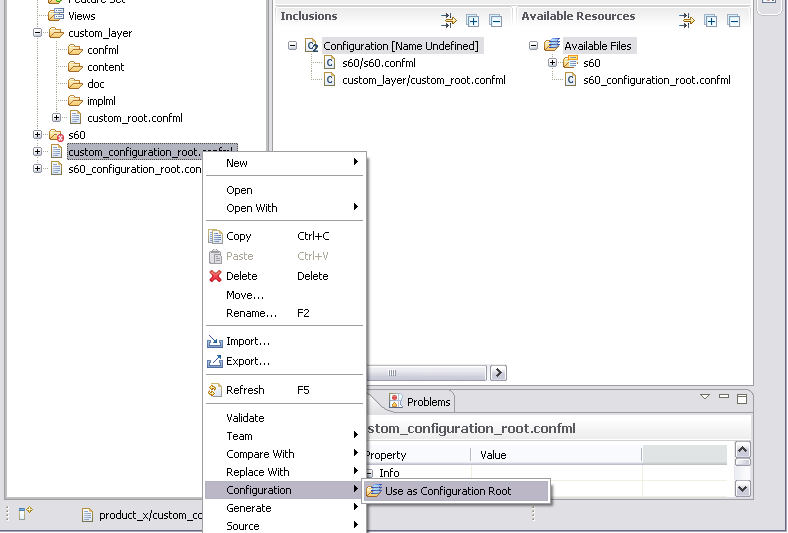 Feature Set
Views
custom_layer
confml
content
doc
implml
custom_root.confml
s60
custom_configuration_root.confml
s60_configuration_root.con
Inclusions
Configuration [Name Undefined]
s60/s60.confml
custom_layer/custom_root.confml
Available Resources
Available Files
s60
s60_configuration_root.confml
New
Open
Open With
Copy Ctrl+C
Paste Ctrl+V
Delete Delete
Move...
Rename... F2
Import...
Export...
Refresh F5
Validate
Team
Compare With
Replace With
Configuration
Generate
Source
Use as Configuration Root
Problems
stom_configuration_root.confml
Property Value
Info
product_x/custom_co